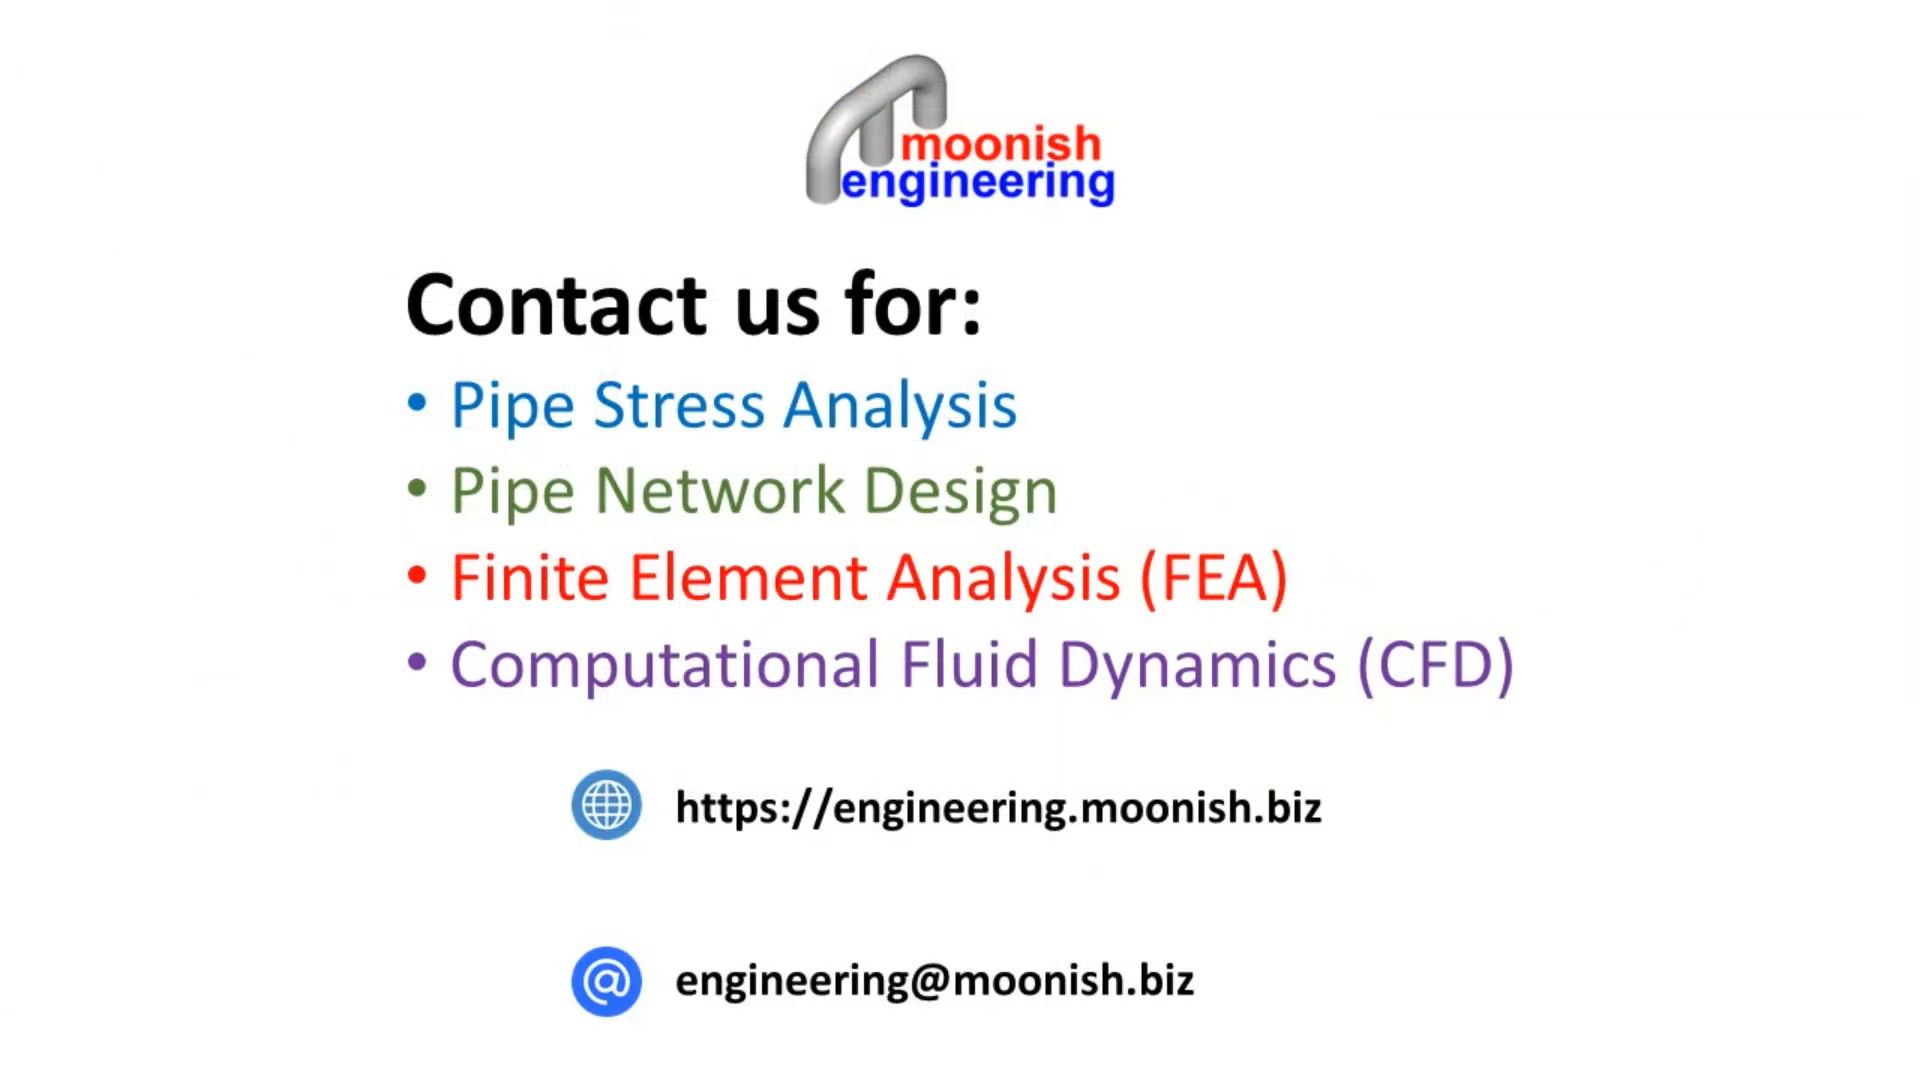 moonish
engineering
Contact us for:
• Pipe Stress Analysis
• Pipe Network Design
• Finite Element Analysis (FEA)
• Computational Fluid Dynamics (CFD)
https://engineering.moonish.biz
@ engineering@moonish.biz